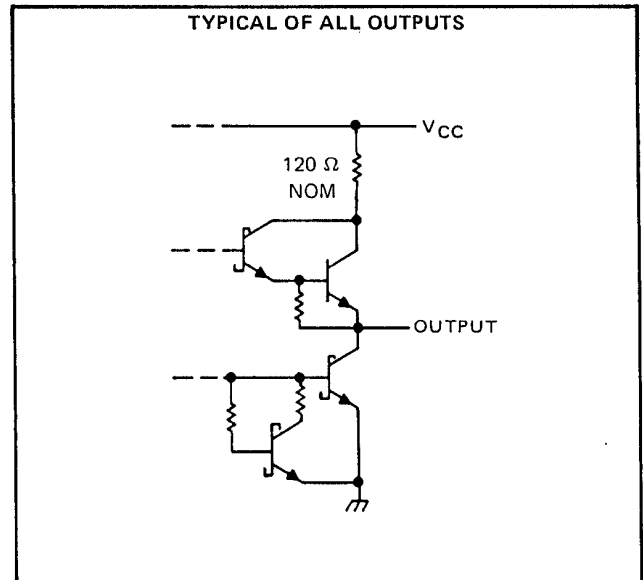 TYPICAL OF ALL OUTPUTS
VCC
120 Ω
NOM
OUTPUT